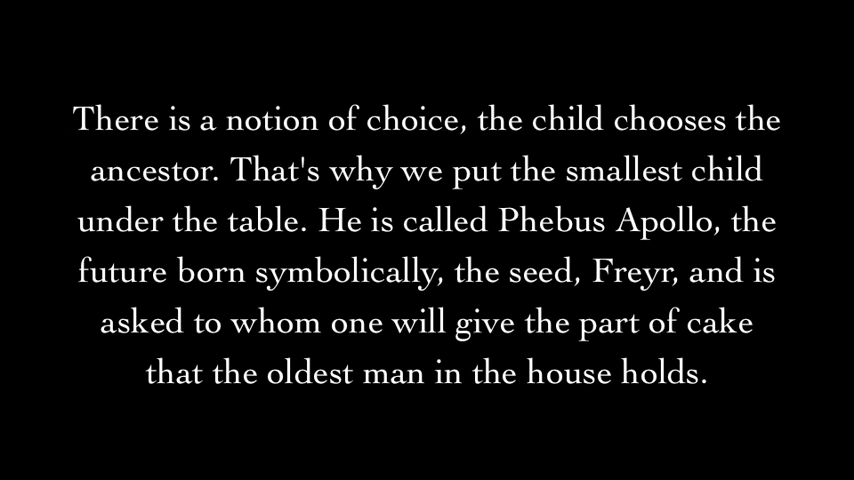 There is a notion of choice, the child chooses the
ancestor. That's why we put the smallest child
under the table. He is called Phebus Apollo, the
future born symbolically, the seed, Freyr, and is
asked to whom one will give the part of cake
that the oldest man in the house holds.